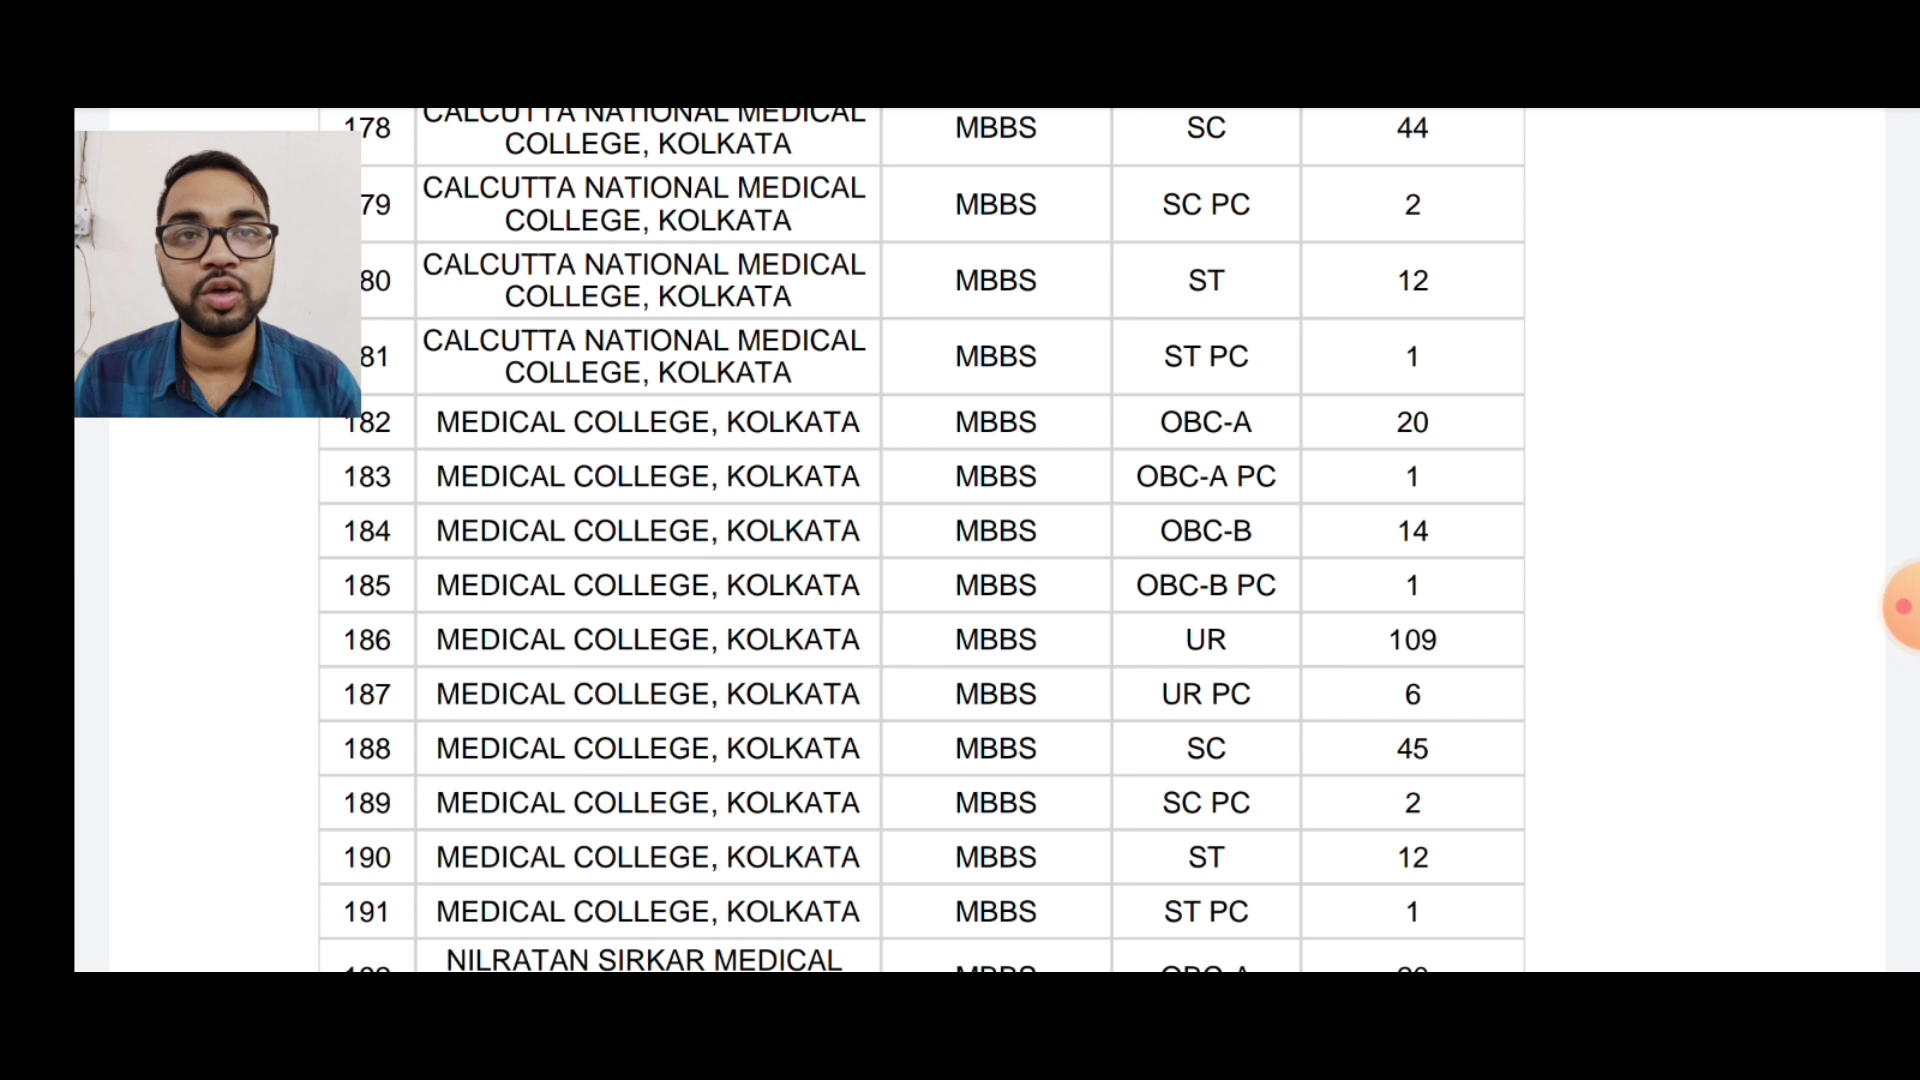 178 CALCUTTA NATIONAL MEDICAL COLLEGE, KOLKATA MBBS SC 44
79 CALCUTTA NATIONAL MEDICAL COLLEGE, KOLKATA MBBS SC PC 2
80 CALCUTTA NATIONAL MEDICAL COLLEGE, KOLKATA MBBS ST 12
81 CALCUTTA NATIONAL MEDICAL COLLEGE, KOLKATA MBBS ST PC 1
182 MEDICAL COLLEGE, KOLKATA MBBS OBC-A 20
183 MEDICAL COLLEGE, KOLKATA MBBS OBC-A PC 1
184 MEDICAL COLLEGE, KOLKATA MBBS OBC-B 14
185 MEDICAL COLLEGE, KOLKATA MBBS OBC-B PC 1
186 MEDICAL COLLEGE, KOLKATA MBBS UR 109
187 MEDICAL COLLEGE, KOLKATA MBBS UR PC 6
188 MEDICAL COLLEGE, KOLKATA MBBS SC 45
189 MEDICAL COLLEGE, KOLKATA MBBS SC PC 2
190 MEDICAL COLLEGE, KOLKATA MBBS ST 12
191 MEDICAL COLLEGE, KOLKATA MBBS ST PC 1
NILRATAN SIRKAR MEDICAL